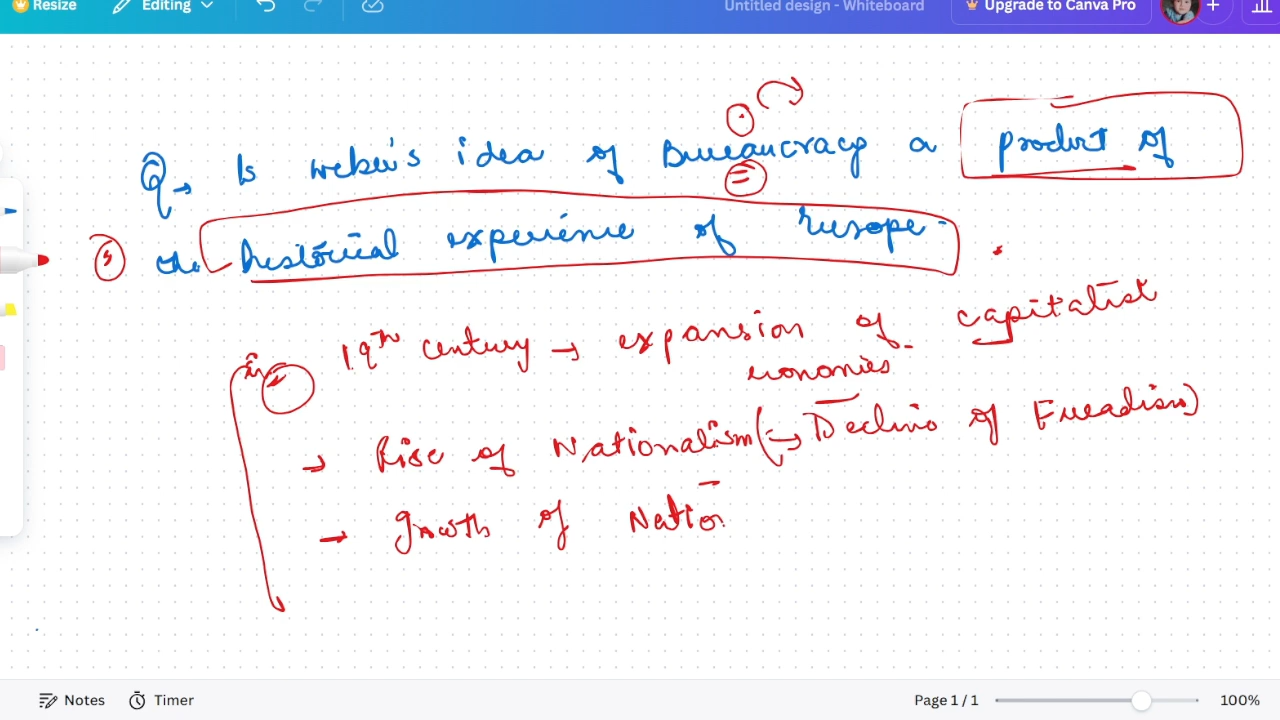 Resize Editing Untitled design - Whiteboard Upgrade to Canva Pro
Q→ Is weber's idea of Bureaucracy a product of
the historical experience of Europe.
19th century → expansion of capitalist
economies
→ Rise of Nationalism (→ Decline of Feudalism)
→ growth of Natio
Notes Timer Page 1 / 1 100%